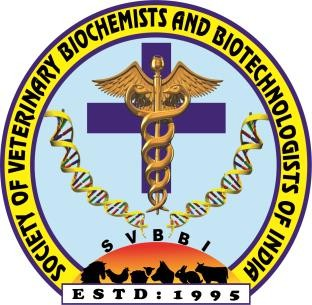 SOCIETY OF VETERINARY BIOCHEMISTS AND BIOTECHNOLOGISTS OF INDIA
SVBBI
ESTD: 1995